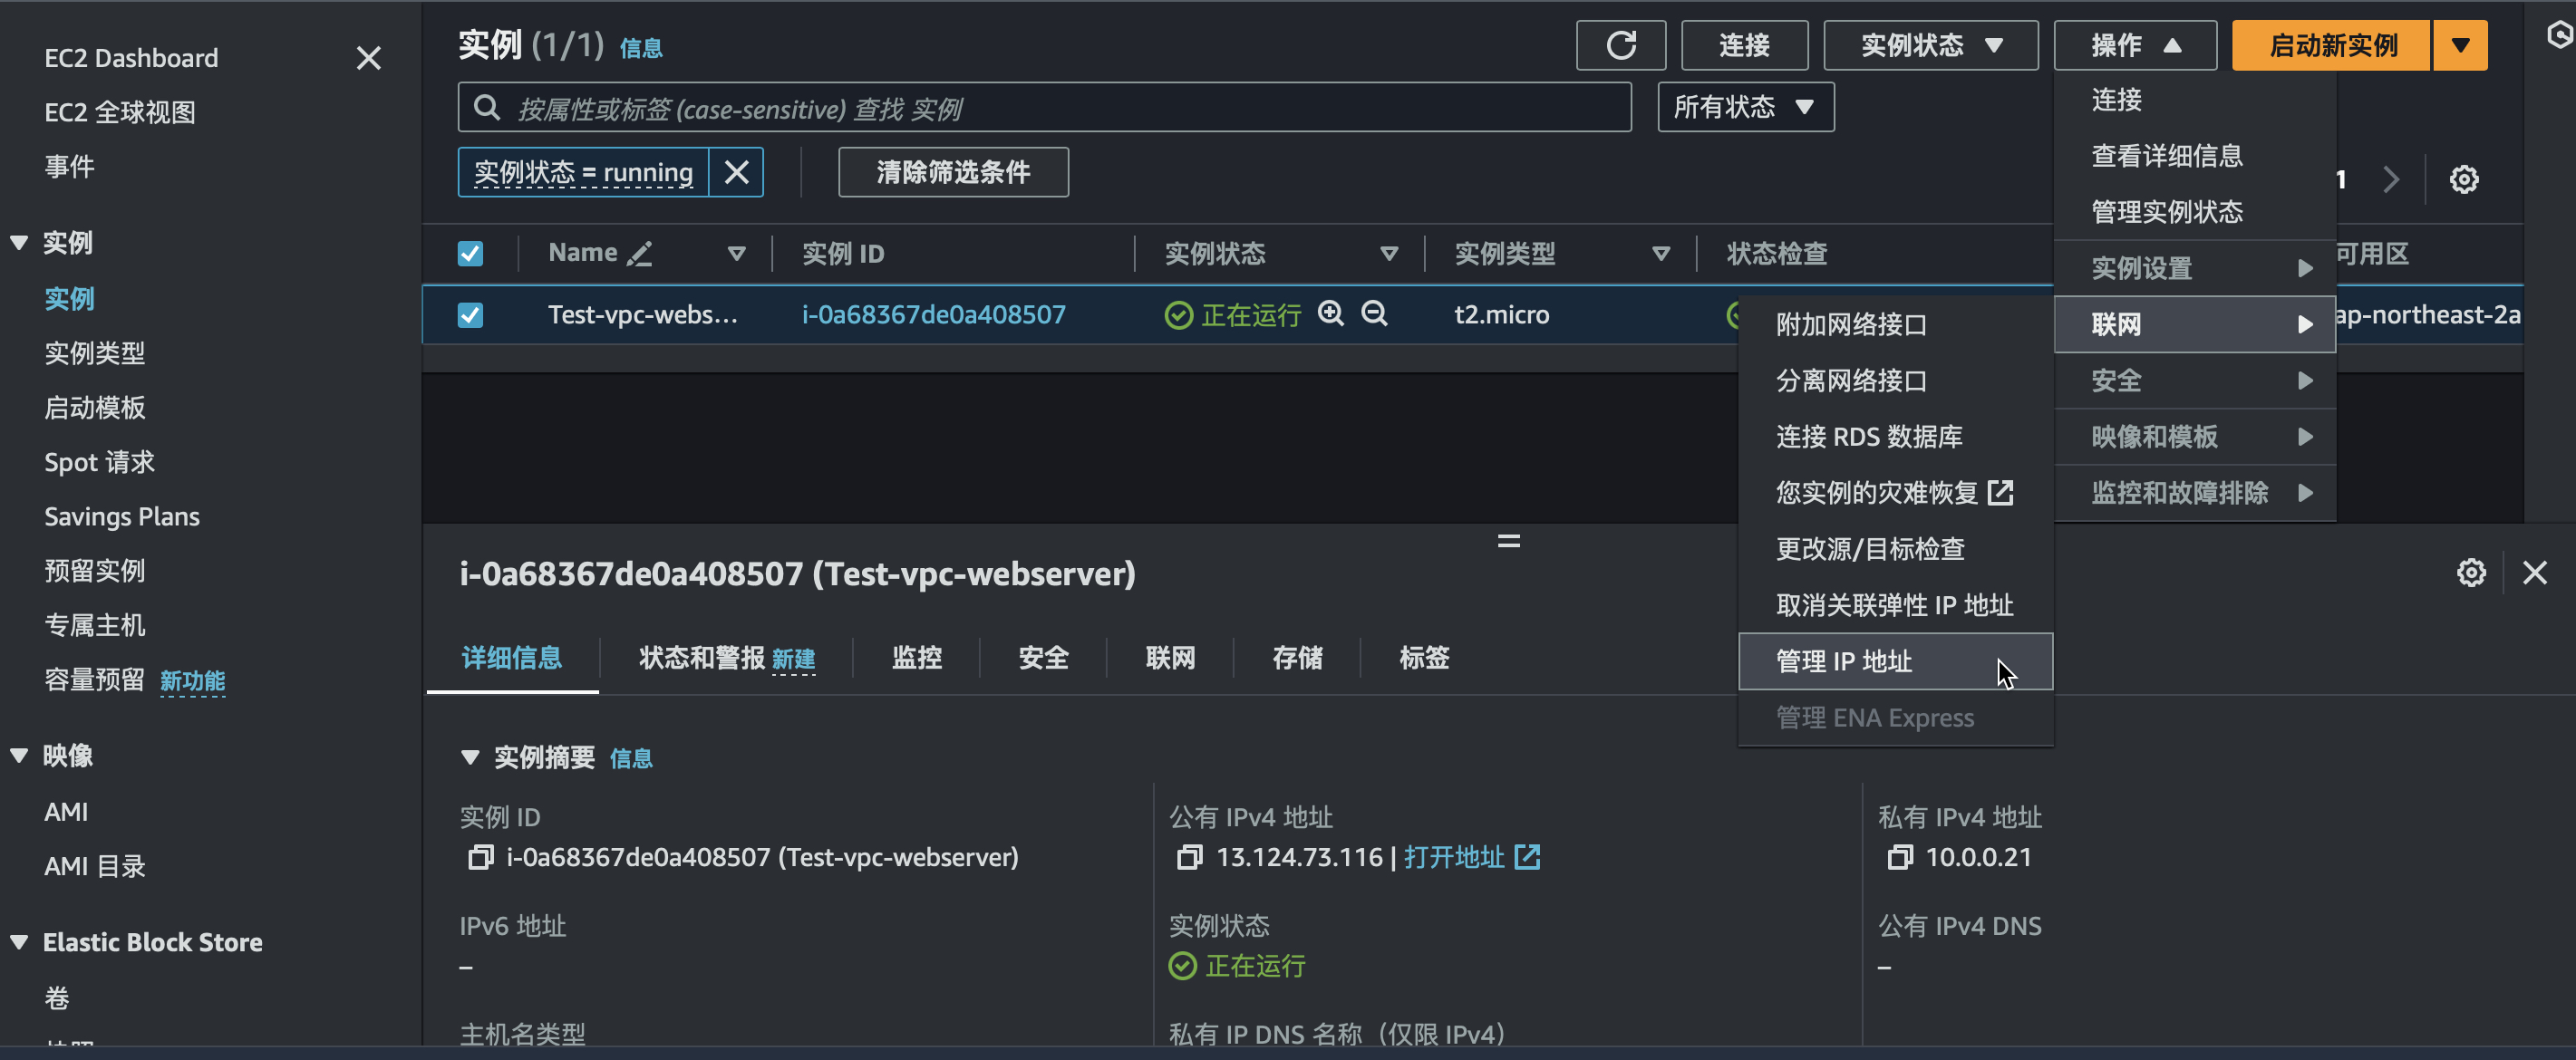 EC2 Dashboard
EC2 全球视图
事件
实例
实例
实例类型
启动模板
Spot 请求
Savings Plans
预留实例
专属主机
容量预留 新功能
映像
AMI
AMI 目录
Elastic Block Store
卷
快照
实例 (1/1) 信息
连接
实例状态
操作
启动新实例
按属性或标签 (case-sensitive) 查找 实例
所有状态
实例状态 = running
清除筛选条件
1
Name
实例 ID
实例状态
实例类型
状态检查
可用区
Test-vpc-webs...
i-0a68367de0a408507
正在运行
t2.micro
ap-northeast-2a
连接
查看详细信息
管理实例状态
实例设置
联网
安全
映像和模板
监控和故障排除
附加网络接口
分离网络接口
连接 RDS 数据库
您实例的灾难恢复
更改源/目标检查
取消关联弹性 IP 地址
管理 IP 地址
管理 ENA Express
i-0a68367de0a408507 (Test-vpc-webserver)
详细信息
状态和警报 新建
监控
安全
联网
存储
标签
实例摘要 信息
实例 ID
i-0a68367de0a408507 (Test-vpc-webserver)
公有 IPv4 地址
13.124.73.116 | 打开地址
私有 IPv4 地址
10.0.0.21
IPv6 地址
–
实例状态
正在运行
公有 IPv4 DNS
–
主机名类型
私有 IP DNS 名称（仅限 IPv4）